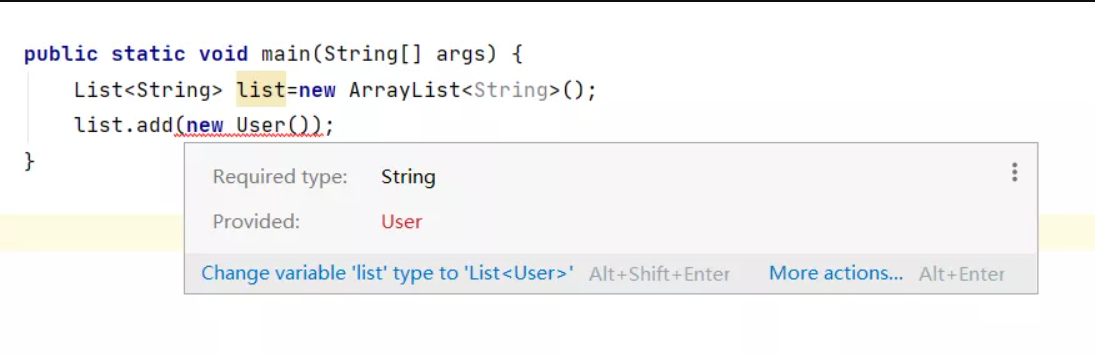 public static void main(String[] args) {
List<String> list=new ArrayList<String>();
list.add(new User());
}
Required type: String
Provided: User
Change variable 'list' type to 'List<User>' Alt+Shift+Enter More actions... Alt+Enter